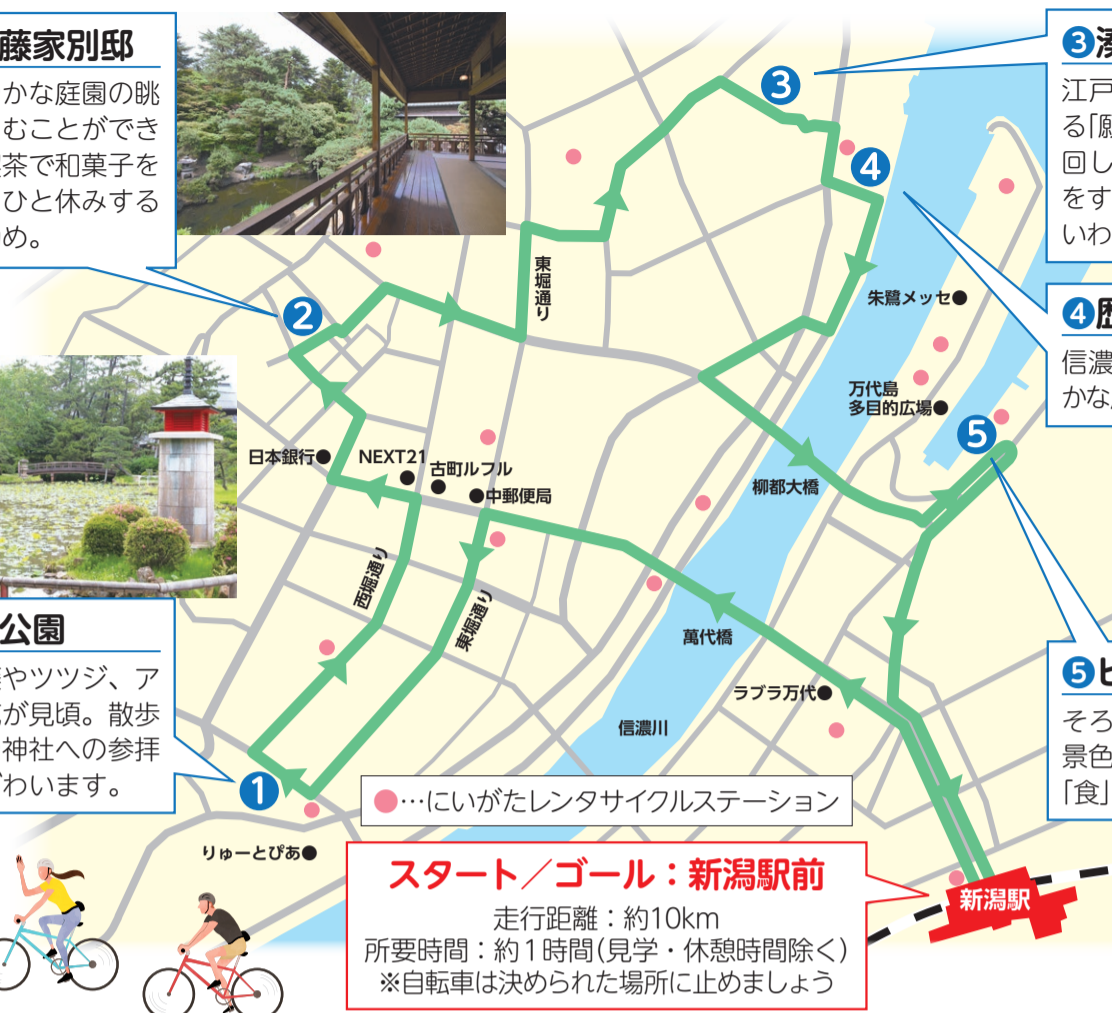 藤家別邸
かな庭園の眺
むことができ
茶で和菓子を
ひと休みする
め。
❸湊
江戸
る「願
回し
をす
いわ
3
4
東堀通り
2
朱鷺メッセ●
❹歴
信濃
かな
万代島
多目的広場●
5
日本銀行●
NEXT21
古町ルフル
●中郵便局
柳都大橋
西堀通り
東堀通り
萬代橋
公園
やツツジ、ア
が見頃。散歩
神社への参拝
わいます。
1
ラブラ万代●
信濃川
❺ピ
そろ
景色
「食」
●…にいがたレンタサイクルステーション
りゅーとぴあ●
スタート／ゴール：新潟駅前
走行距離：約10km
所要時間：約1時間(見学・休憩時間除く)
※自転車は決められた場所に止めましょう
新潟駅